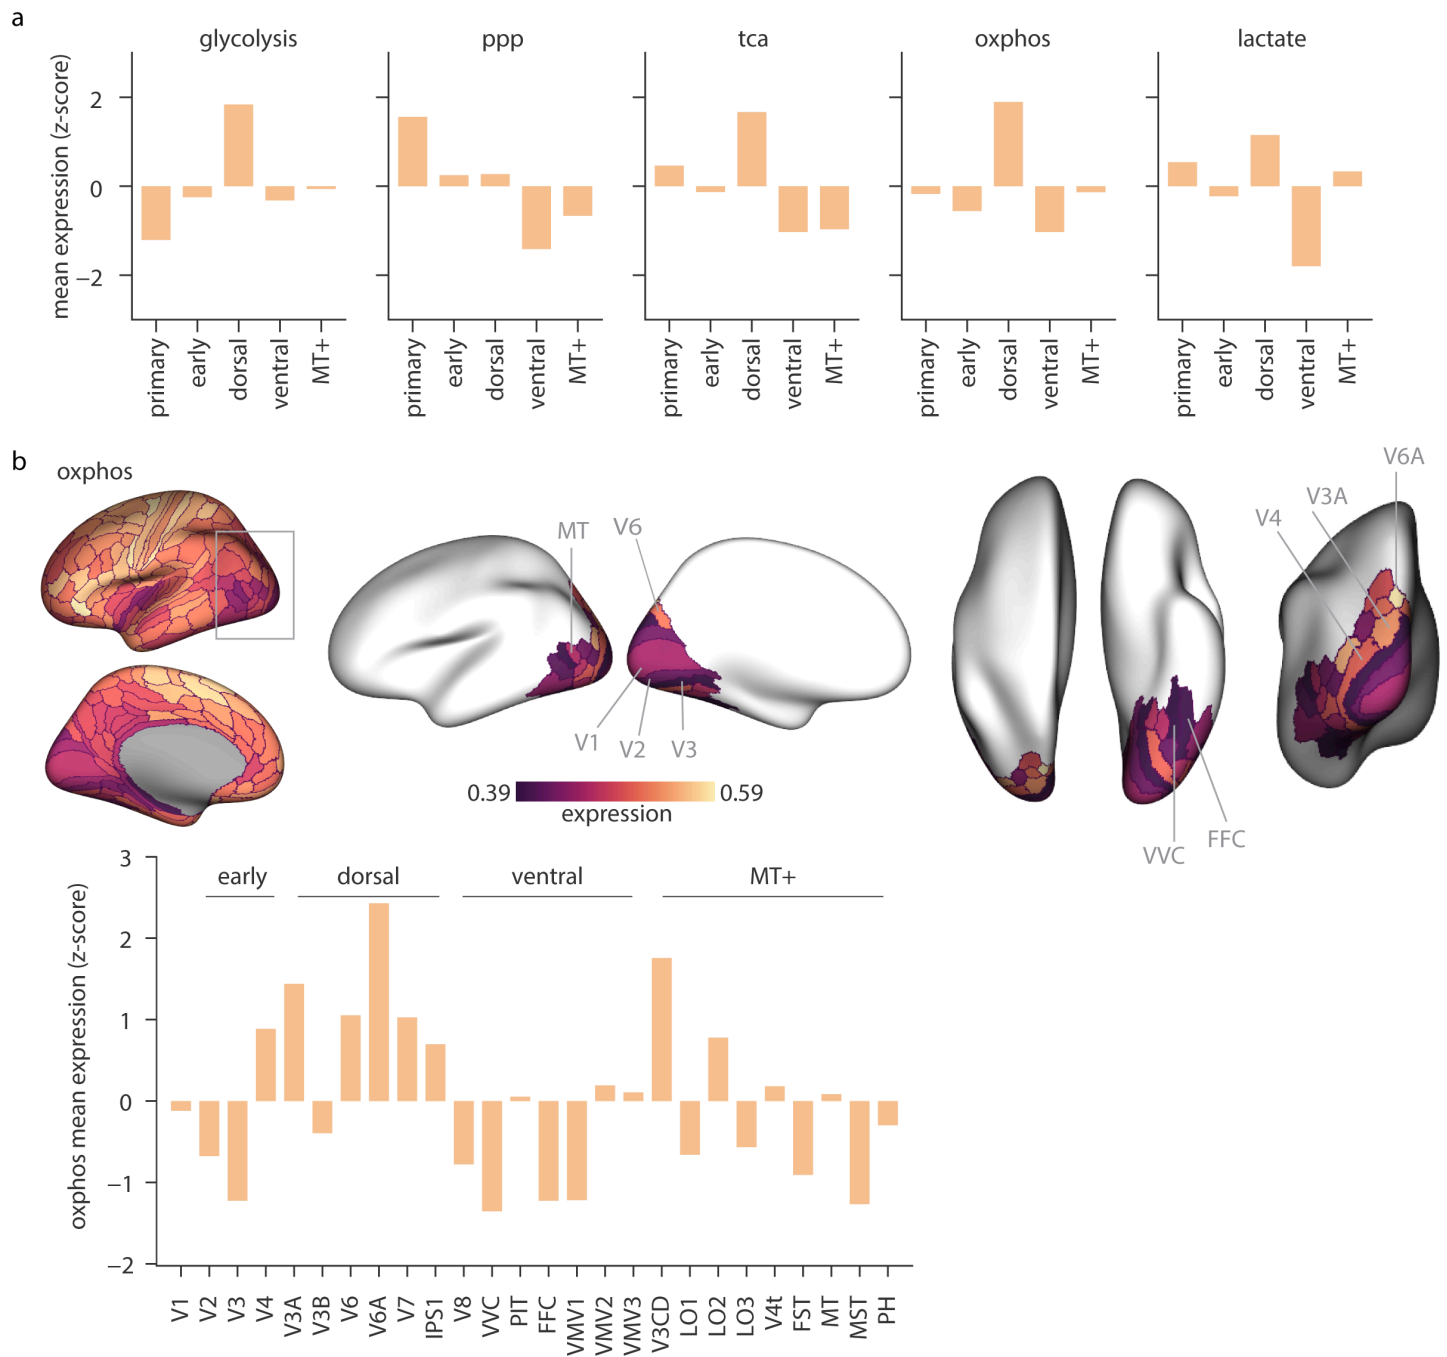 a
glycolysis ppp tca oxphos lactate
mean expression (z-score)
2
0
−2
primary early dorsal ventral MT+
primary early dorsal ventral MT+
primary early dorsal ventral MT+
primary early dorsal ventral MT+
primary early dorsal ventral MT+
b
oxphos
MT V6
V1 V2 V3
V6A
V3A
V4
VVC FFC
0.39 0.59
expression
oxphos mean expression (z-score)
3
2
1
0
−1
−2
early dorsal ventral MT+
V1 V2 V3 V4 V3A V3B V6 V6A V7 IPS1 V8 VVC PIT FFC VMV1 VMV2 VMV3 V3CD LO1 LO2 LO3 V4t FST MT MST PH